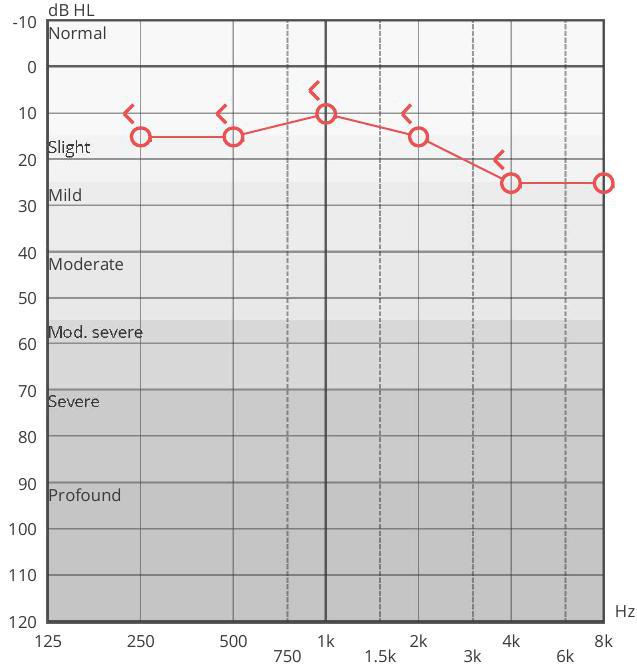 dB HL
-10
Normal
0
10
Slight
20
Mild
30
40
Moderate
50
Mod. severe
60
70
Severe
80
90
Profound
100
110
120
Hz
125 250 500 1k 2k 4k 8k
750 1.5k 3k 6k